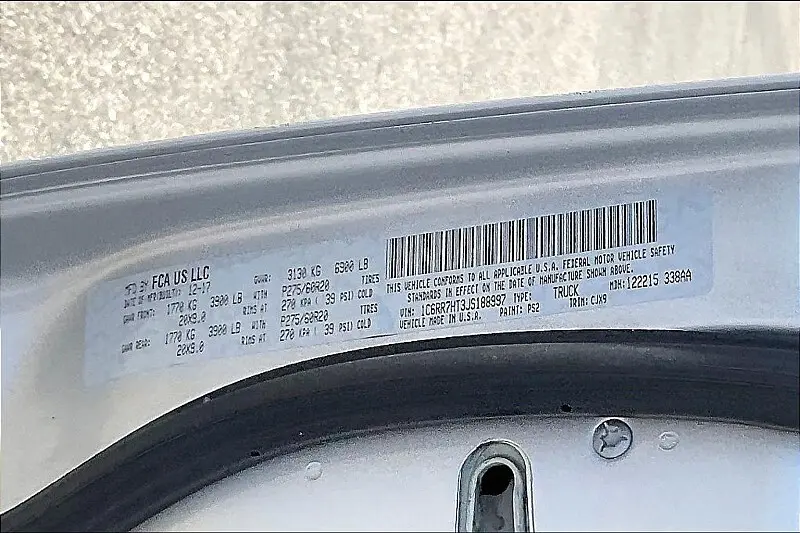 MFD BY FCA US LLC
DATE OF MFR(BUILT): 12-17 GVWR: 3130 KG 6900 LB
GAWR FRONT: 1770 KG 3900 LB WITH P275/60R20 TIRES
20X9.0 RIMS AT 270 KPA ( 39 PSI) COLD
GAWR REAR: 1770 KG 3900 LB WITH P275/60R20 TIRES
20X9.0 RIMS AT 270 KPA ( 39 PSI) COLD
THIS VEHICLE CONFORMS TO ALL APPLICABLE U.S.A. FEDERAL MOTOR VEHICLE SAFETY
STANDARDS IN EFFECT ON THE DATE OF MANUFACTURE SHOWN ABOVE.
VIN: 1C6RR7HT3JS188997 TYPE: TRUCK MDH: 122215 338AA
VEHICLE MADE IN U.S.A. PAINT: PS2 TRIM: CJX9